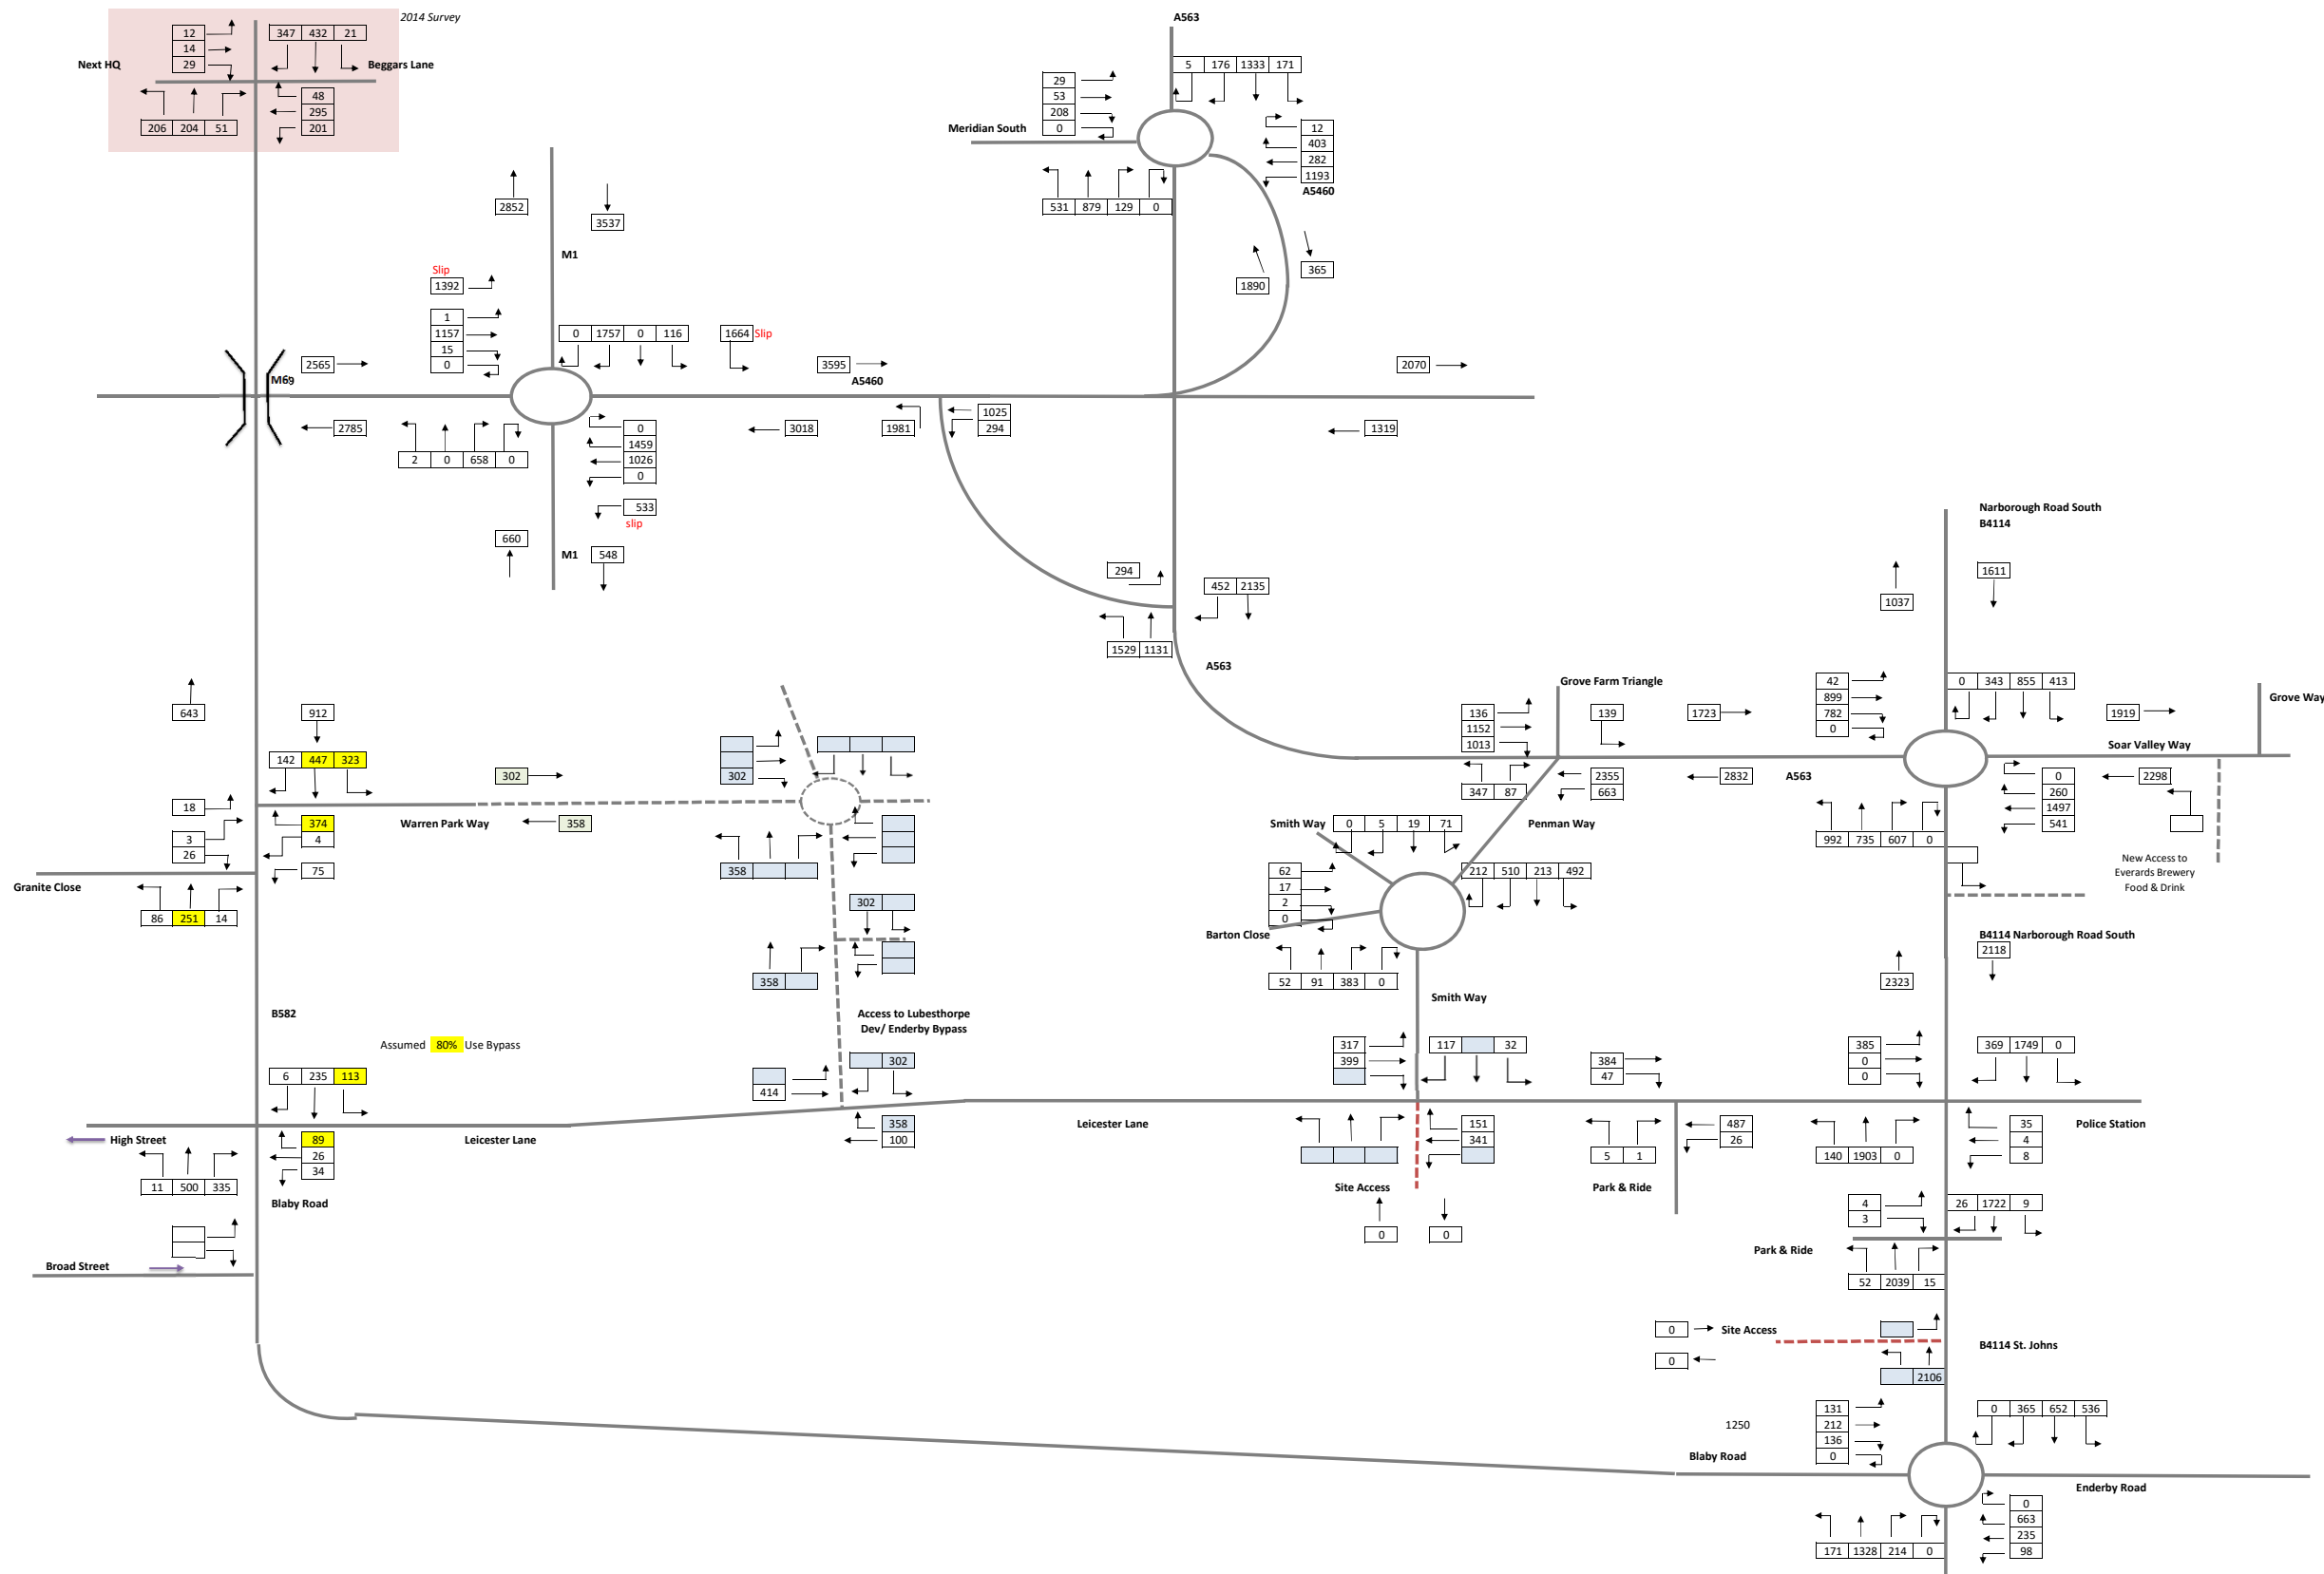 2014 Survey
12 347 432 21
14
29
Next HQ
Beggars Lane
48
295
201
206 204 51
A563
5 176 1333 171
29
53
208
0
Meridian South
12
403
282
1193
A5460
531 879 129 0
2852
3537
M1
1890
365
Slip
1392
1
1157
15
0
0 1757 0 116
1664 Slip
2565
M69
3595
A5460
2070
2785
2 0 658 0
0
1459
1026
0
533
slip
3018
1981
1025
294
1319
660
M1
548
294
452 2135
1529 1131
A563
Narborough Road South
B4114
1611
1037
643
912
142 447 323
302
302
18
3
26
374
4
75
Warren Park Way
358
358
Granite Close
86 251 14
302
358
Grove Farm Triangle
136
1152
1013
139
1723
347 87
2355
663
2832
Smith Way
0 5 19 71
Penman Way
62
17
2
0
212 510 213 492
Barton Close
52 91 383 0
Smith Way
42
899
782
0
0 343 855 413
1919
Grove Way
Soar Valley Way
A563
0
260
1497
541
2298
992 735 607 0
New Access to
Everards Brewery
Food & Drink
B4114 Narborough Road South
2118
2323
B582
Access to Lubesthorpe
Dev/ Enderby Bypass
Assumed 80% Use Bypass
6 235 113
302
414
317
399
117 32
384
47
385
0
0
369 1749 0
High Street
89
26
34
Leicester Lane
358
100
Leicester Lane
151
341
5 1
487
26
140 1903 0
35
4
8
Police Station
11 500 335
Blaby Road
Site Access
0 0
Park & Ride
4
3
26 1722 9
Broad Street
Park & Ride
52 2039 15
0 Site Access
0
B4114 St. Johns
2106
1250
131
212
136
0
0 365 652 536
Blaby Road
Enderby Road
0
663
235
98
171 1328 214 0